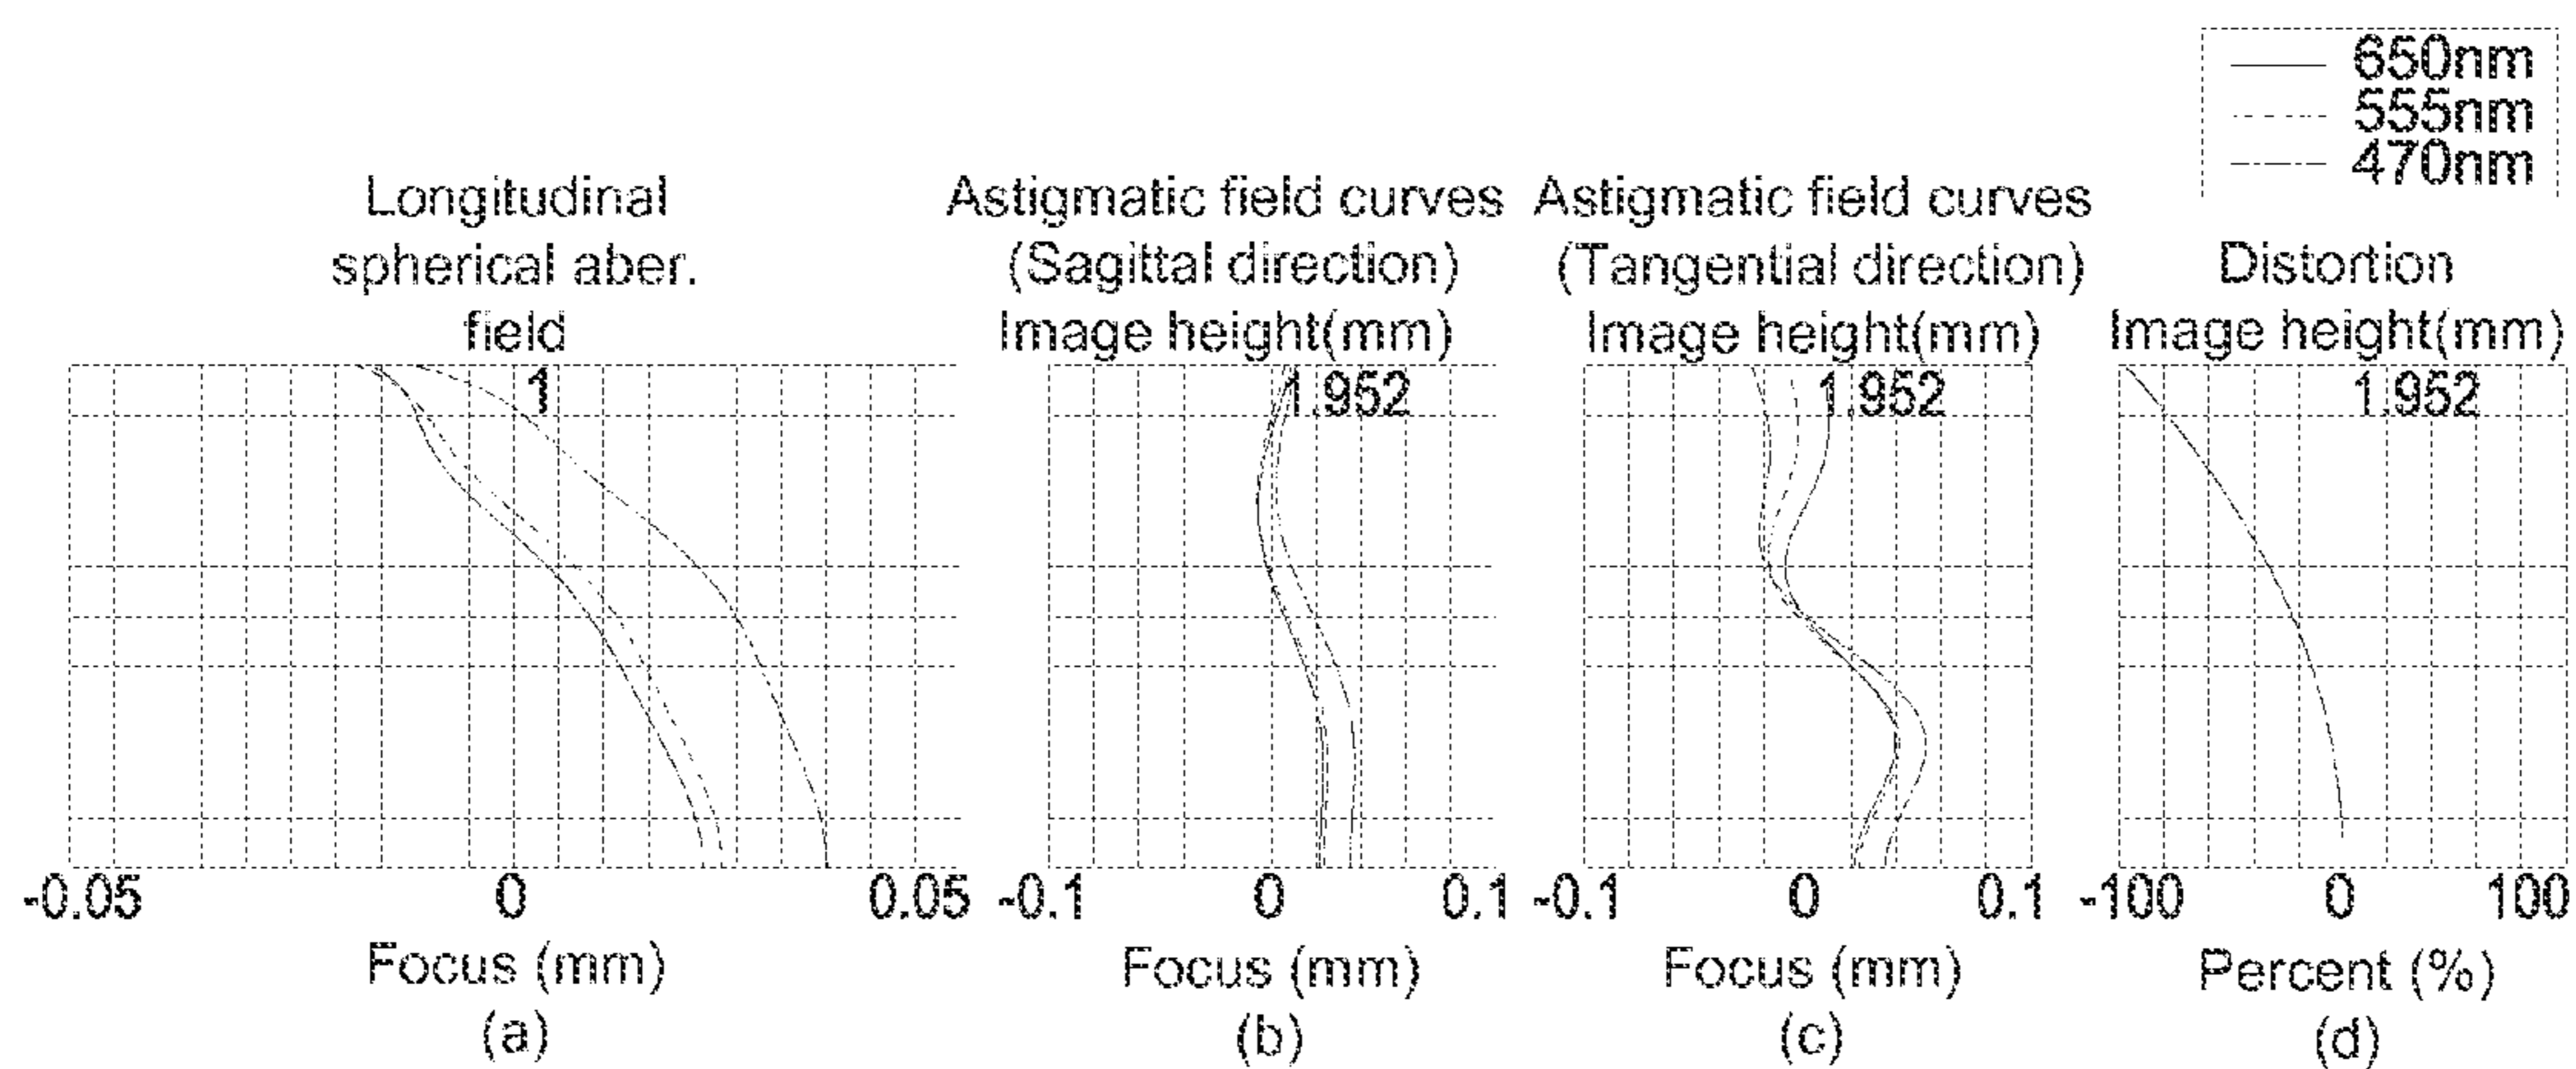 650nm
555nm
470nm
Longitudinal
spherical aber.
field
1
Astigmatic field curves
(Sagittal direction)
Image height(mm)
1.952
Astigmatic field curves
(Tangential direction)
Image height(mm)
1.952
Distortion
Image height(mm)
1.952
-0.05 0 0.05
Focus (mm)
(a)
-0.1 0 0.1
Focus (mm)
(b)
-0.1 0 0.1
Focus (mm)
(c)
-100 0 100
Percent (%)
(d)